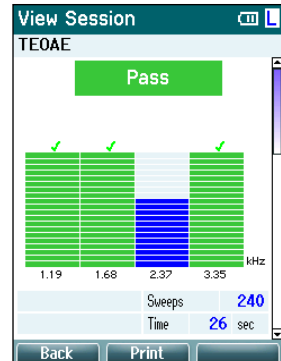 View Session L
TEOAE
Pass
kHz
1.19 1.68 2.37 3.35
Sweeps 240
Time 26 sec
Back Print